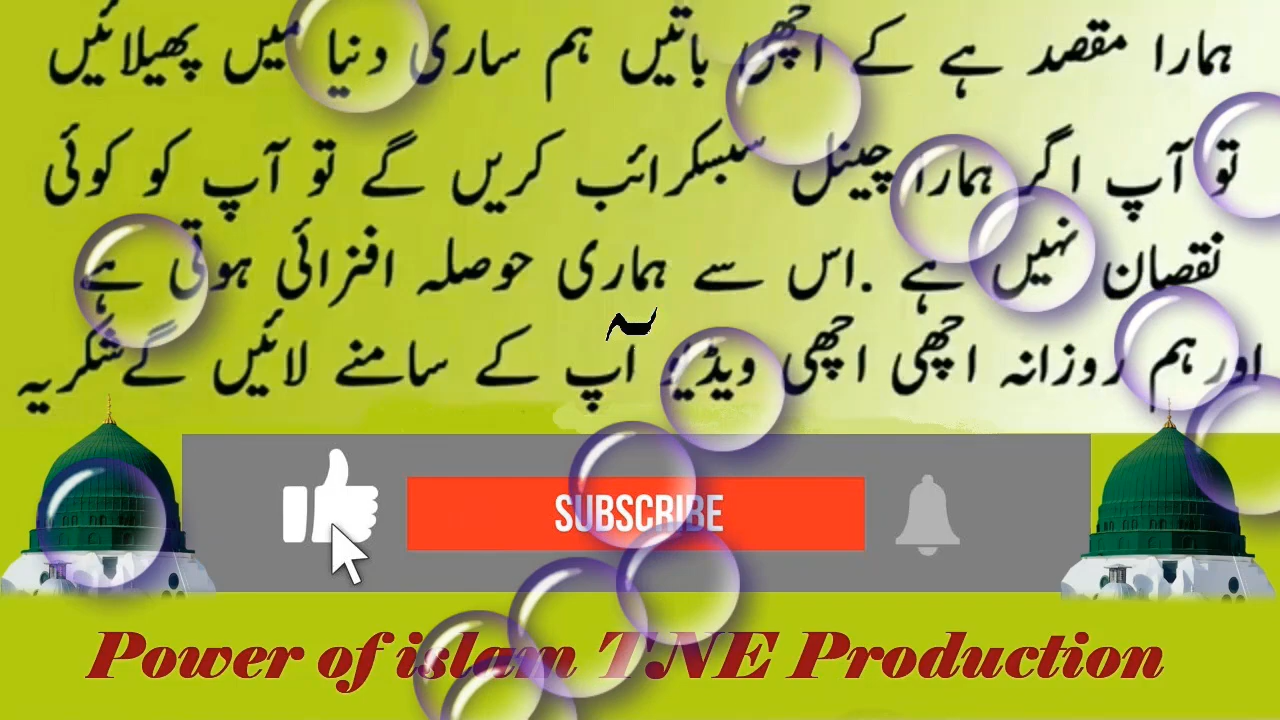 ہمارا مقصد ہے کے اچھی باتیں ہم ساری دنیا میں پھیلائیں
تو آپ اگر ہمارا چینل سبسکرائب کریں گے تو آپ کو کوئی
نقصان نہیں ہے .اس سے ہماری حوصلہ افزائی ہوتی ہے
اور ہم روزانہ اچھی اچھی ویڈیو آپ کے سامنے لائیں گے شکریہ
SUBSCRIBE
Power of islam TNE Production